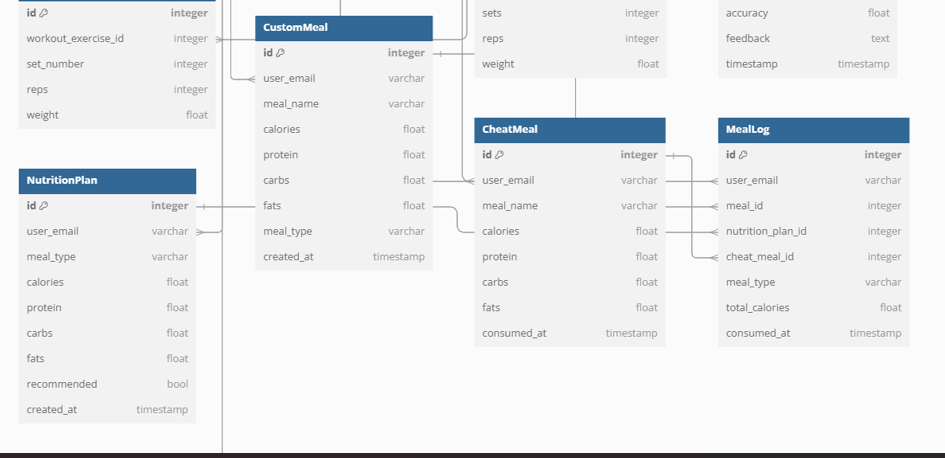 id integer
workout_exercise_id integer
set_number integer
reps integer
weight float
NutritionPlan
id integer
user_email varchar
meal_type varchar
calories float
protein float
carbs float
fats float
recommended bool
created_at timestamp
CustomMeal
id integer
user_email varchar
meal_name varchar
calories float
protein float
carbs float
fats float
meal_type varchar
created_at timestamp
sets integer
reps integer
weight float
CheatMeal
id integer
user_email varchar
meal_name varchar
calories float
protein float
carbs float
fats float
consumed_at timestamp
accuracy float
feedback text
timestamp timestamp
MealLog
id integer
user_email varchar
meal_id integer
nutrition_plan_id integer
cheat_meal_id integer
meal_type varchar
total_calories float
consumed_at timestamp